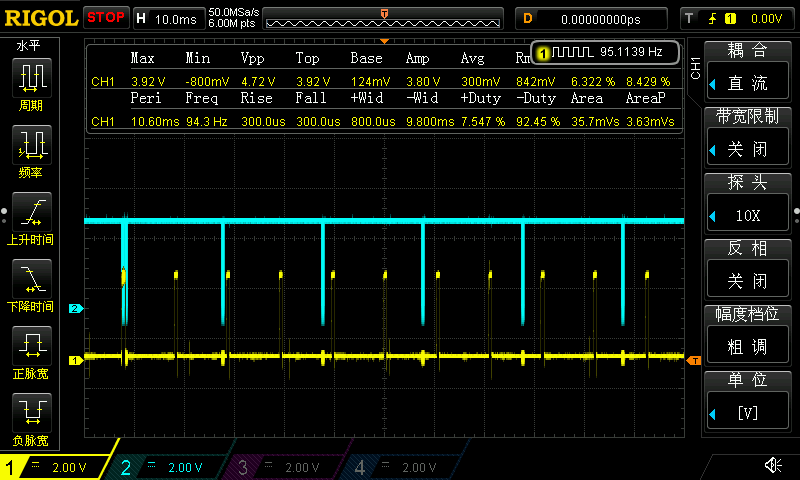 RIGOL STOP H 10.0ms 50.0MSa/s 6.00M pts T D 0.00000000ps T 1 0.00V
水平
周期
频率
上升时间
下降时间
正脉宽
负脉宽
1 95.1139 Hz
Max Min Vpp Top Base Amp Avg
CH1 3.92 V -800mV 4.72 V 3.92 V 124mV 3.80 V 300mV 842mV 6.322 % 8.429 %
Peri Freq Rise Fall +Wid -Wid +Duty -Duty Area AreaP
CH1 10.60ms 94.3 Hz 300.0us 300.0us 800.0us 9.800ms 7.547 % 92.45 % 35.7mVs 3.63mVs
2
1
T
CH1
耦 合
直 流
带宽限制
关 闭
探 头
10X
反 相
关 闭
幅度档位
粗 调
单 位
[V]
1 2.00 V 2 2.00 V 3 2.00 V 4 2.00 V